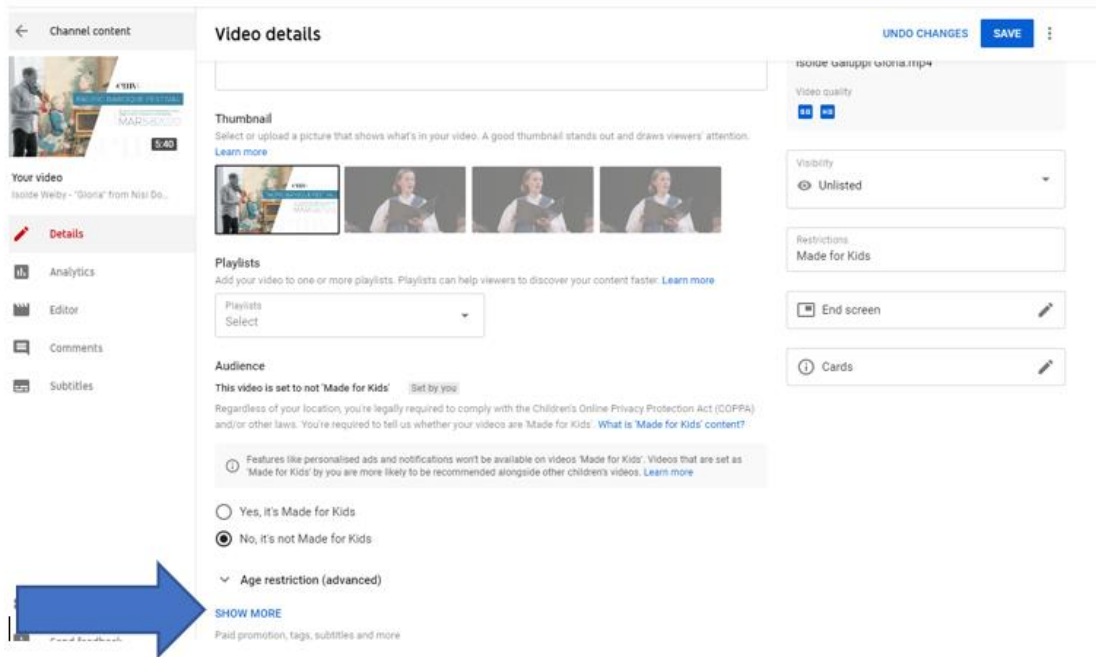 Channel content
Video details
UNDO CHANGES
SAVE
PACIFIC BAROQUE FESTIVAL
5:40
Your video
Isolde Welby - "Gloria" from Nisi Do...
Details
Analytics
Editor
Comments
Subtitles
Send feedback
Thumbnail
Select or upload a picture that shows what's in your video. A good thumbnail stands out and draws viewers' attention.
Learn more
Playlists
Add your video to one or more playlists. Playlists can help viewers to discover your content faster. Learn more
Playlists
Select
Audience
This video is set to not 'Made for Kids' Set by you
Regardless of your location, you're legally required to comply with the Children's Online Privacy Protection Act (COPPA)
and/or other laws. You're required to tell us whether your videos are 'Made for Kids'. What is 'Made for Kids' content?
Features like personalised ads and notifications won't be available on videos 'Made for Kids'. Videos that are set as
'Made for Kids' by you are more likely to be recommended alongside other children's videos. Learn more
Yes, it's Made for Kids
No, it's not Made for Kids
Age restriction (advanced)
SHOW MORE
Paid promotion, tags, subtitles and more
Isolde Galuppi Gloria.mp4
Video quality
SD HD
Visibility
Unlisted
Restrictions
Made for Kids
End screen
Cards